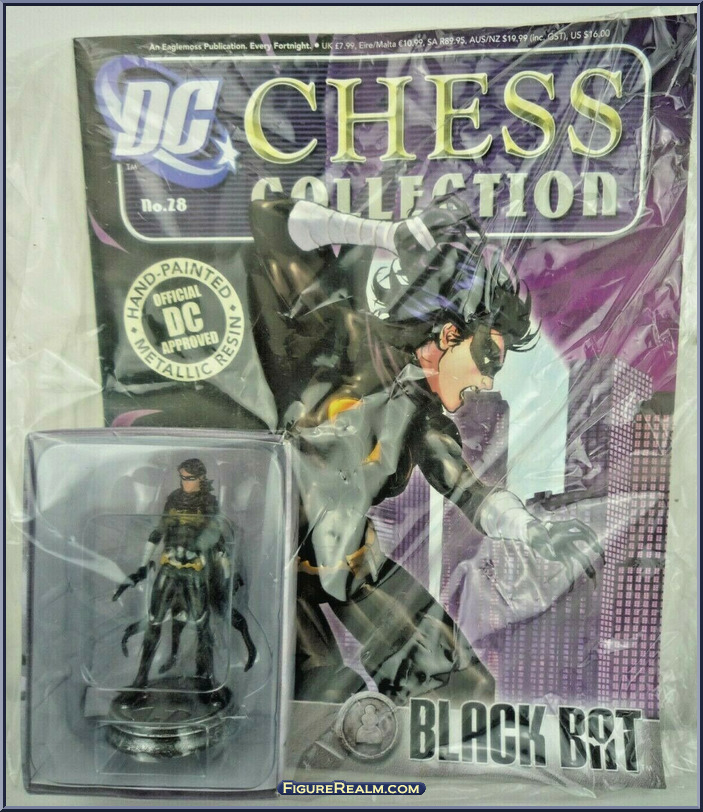 An Eaglemoss Publication. Every Fortnight. • UK £7.99, Eire/Malta €10.99, SA R89.95, AUS/NZ $19.99 (inc. GST), US $16.00
DC
CHESS
COLLECTION
TM
No.28
HAND-PAINTED
OFFICIAL
DC
APPROVED
METALLIC RESIN
BLACK BAT
FIGUREREALM.COM